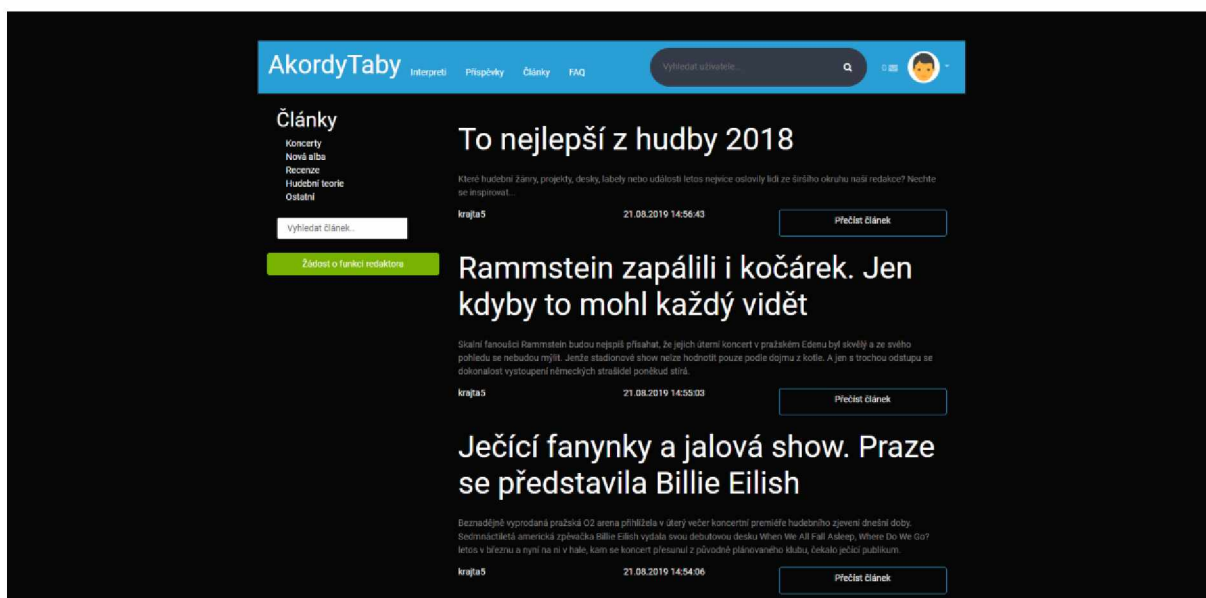 AkordyTaby
Interpreti Příspěvky Články FAQ
Vyhledat uživatele...
Články
Koncerty
Nová alba
Recenze
Hudební teorie
Ostatní
Vyhledat článek..
Žádost o funkci redaktora
To nejlepší z hudby 2018
Které hudební žánry, projekty, desky, labely nebo události letos nejvíce oslovily lidi ze širšího okruhu naší redakce? Nechte
se inspirovat...
krajta5 21.08.2019 14:56:43 Přečíst článek
Rammstein zapálili i kočárek. Jen
kdyby to mohl každý vidět
Skalní fanoušci Rammstein budou nejspíš přísahat, že jejich úterní koncert v pražském Edenu byl skvělý a ze svého
pohledu se nebudou mýlit. Jenže stadionové show nelze hodnotit pouze podle dojmu z kotle. A jen s trochou odstupu se
dokonalost vystoupení německých strašidel poněkud stírá.
krajta5 21.08.2019 14:55:03 Přečíst článek
Ječící fanynky a jalová show. Praze
se představila Billie Eilish
Beznadějně vyprodaná pražská O2 arena přihlížela v úterý večer koncertní premiéře hudebního zjevení dnešní doby.
Sedmnáctiletá americká zpěvačka Billie Eilish vydala svou debutovou desku When We All Fall Asleep, Where Do We Go?
letos v březnu a nyní na ni v hale, kam se koncert přesunul z původně plánovaného klubu, čekalo ječící publikum.
krajta5 21.08.2019 14:54:06 Přečíst článek